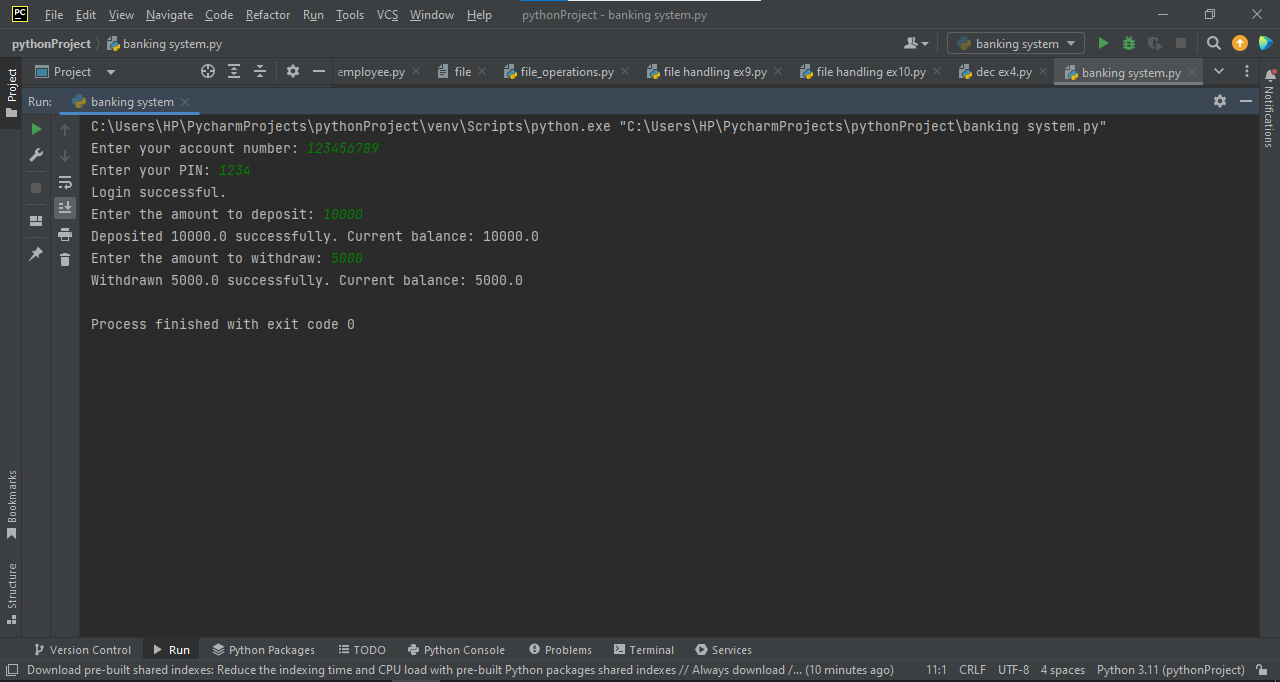 PC File Edit View Navigate Code Refactor Run Tools VCS Window Help pythonProject - banking system.py
pythonProject banking system.py banking system
Project Project employee.py file file_operations.py file handling ex9.py file handling ex10.py dec ex4.py banking system.py
Run: banking system
Notifications
C:\Users\HP\PycharmProjects\pythonProject\venv\Scripts\python.exe "C:\Users\HP\PycharmProjects\pythonProject\banking system.py"
Enter your account number: 123456789
Enter your PIN: 1234
Login successful.
Enter the amount to deposit: 10000
Deposited 10000.0 successfully. Current balance: 10000.0
Enter the amount to withdraw: 5000
Withdrawn 5000.0 successfully. Current balance: 5000.0
Process finished with exit code 0
Bookmarks
Structure
Version Control Run Python Packages TODO Python Console Problems Terminal Services
Download pre-built shared indexes: Reduce the indexing time and CPU load with pre-built Python packages shared indexes // Always download /... (10 minutes ago) 11:1 CRLF UTF-8 4 spaces Python 3.11 (pythonProject)